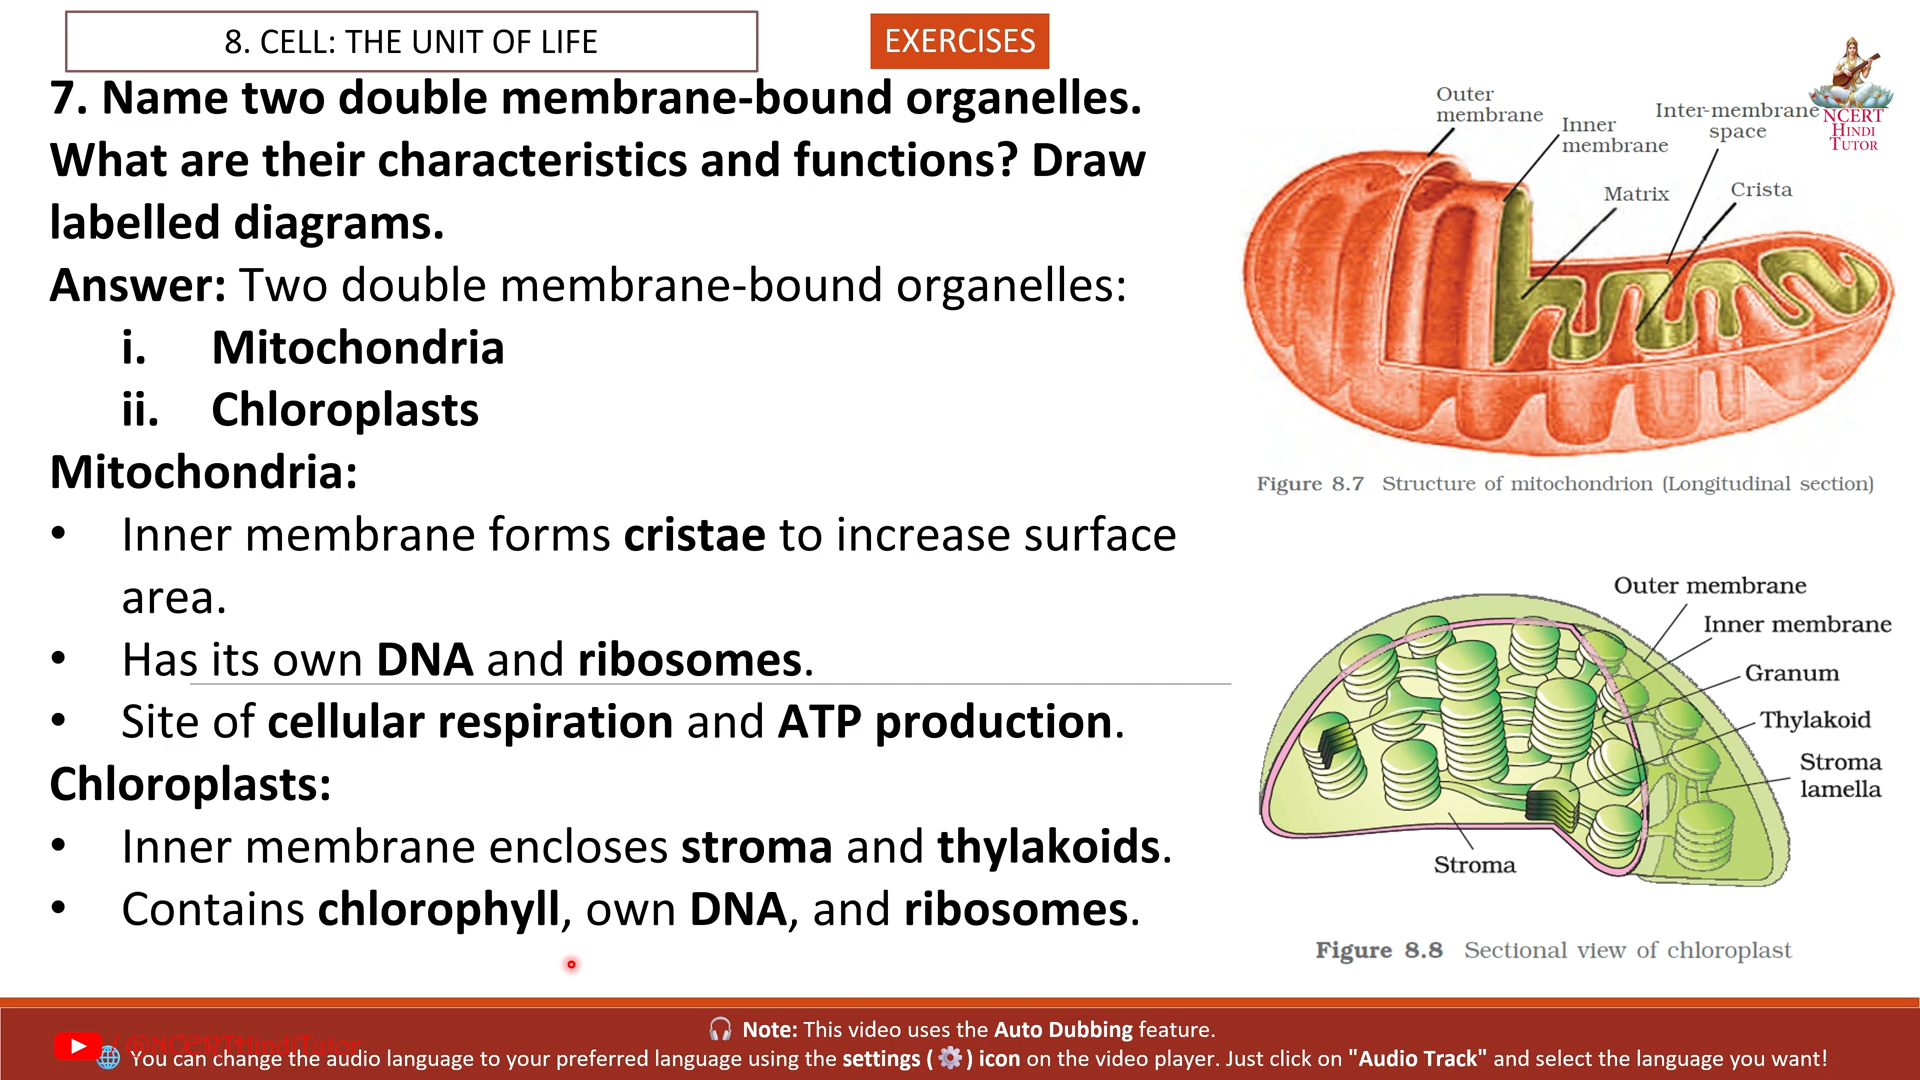 8. CELL: THE UNIT OF LIFE
EXERCISES
7. Name two double membrane-bound organelles.
What are their characteristics and functions? Draw
labelled diagrams.
Answer: Two double membrane-bound organelles:
i. Mitochondria
ii. Chloroplasts
Mitochondria:
• Inner membrane forms cristae to increase surface
area.
• Has its own DNA and ribosomes.
• Site of cellular respiration and ATP production.
Chloroplasts:
• Inner membrane encloses stroma and thylakoids.
• Contains chlorophyll, own DNA, and ribosomes.
Outer
membrane
Inner
membrane
Inter-membrane
space
Matrix
Crista
NCERT
HINDI
TUTOR
Figure 8.7 Structure of mitochondrion (Longitudinal section)
Outer membrane
Inner membrane
Granum
Thylakoid
Stroma
lamella
Stroma
Figure 8.8 Sectional view of chloroplast
Note: This video uses the Auto Dubbing feature.
/@NCERTHindiTutor
You can change the audio language to your preferred language using the settings ( ) icon on the video player. Just click on "Audio Track" and select the language you want!